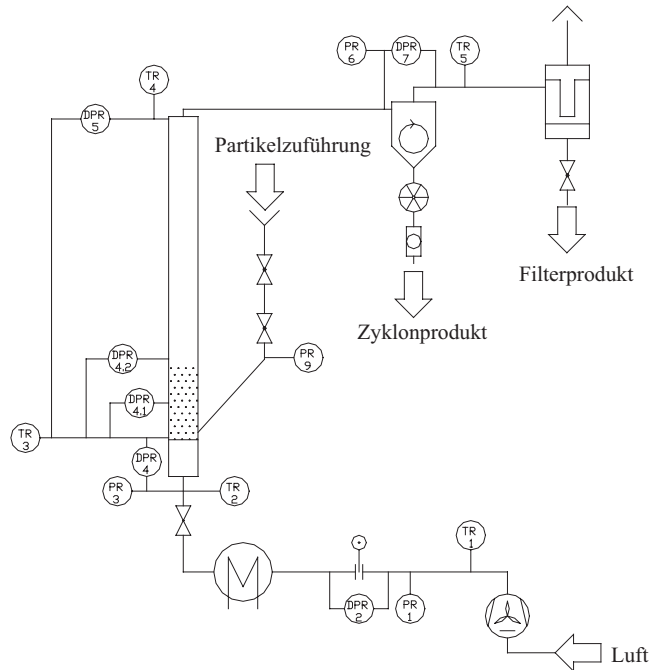 PR
6
DPR
7
TR
5
TR
4
DPR
5
Partikelzuführung
Filterprodukt
Zyklonprodukt
PR
9
DPR
4.2
DPR
4.1
TR
3
DPR
4
PR
3
TR
2
TR
1
DPR
2
PR
1
Luft